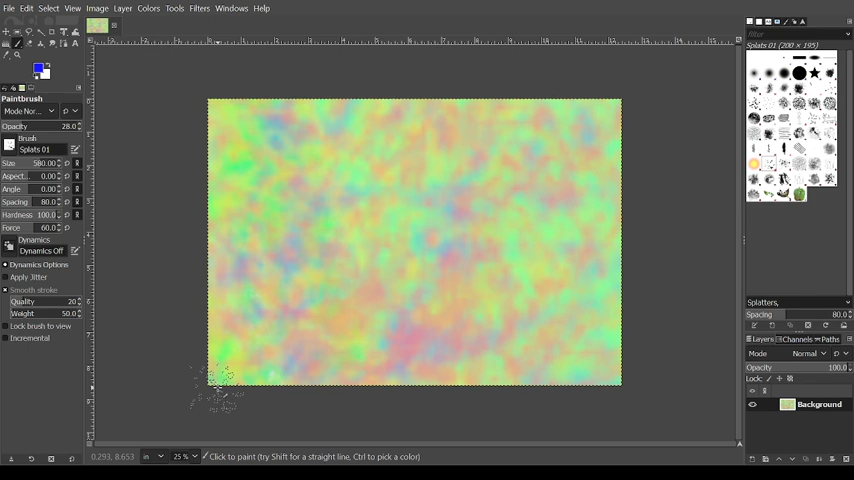 File Edit Select View Image Layer Colors Tools Filters Windows Help
filter
Splats 01 (200 × 195)
Paintbrush
Mode Nor...
Opacity 28.0
Brush
Splats 01
Size 580.00
Aspect... 0.00
Angle 0.00
Spacing 80.0
Hardness 100.0
Force 60.0
Dynamics
Dynamics Off
Dynamics Options
Apply Jitter
Smooth stroke
Quality 20
Weight 50.0
Lock brush to view
Incremental
Splatters,
Spacing 80.0
Layers Channels Paths
Mode Normal
Opacity 100.0
Lock:
Background
0.293, 8.653 in 25 % Click to paint (try Shift for a straight line, Ctrl to pick a color)